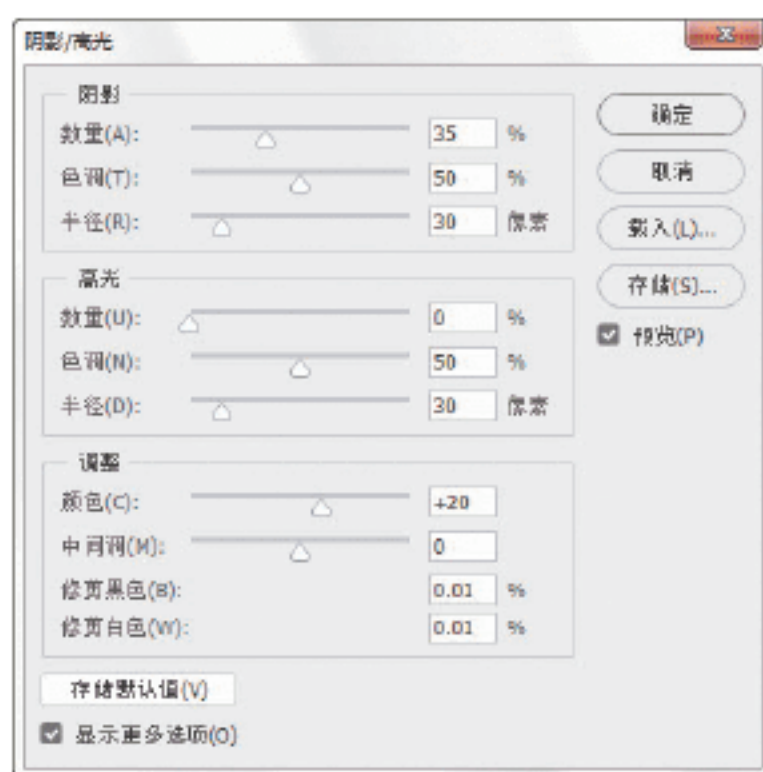 阴影/高光
阴影
数量(A): 35 %
色调(T): 50 %
半径(R): 30 像素
高光
数量(U): 0 %
色调(N): 50 %
半径(D): 30 像素
调整
颜色(C): +20
中间调(M): 0
修剪黑色(B): 0.01 %
修剪白色(W): 0.01 %
存储默认值(V)
显示更多选项(O)
确定
取消
载入(L)...
存储(S)...
预览(P)